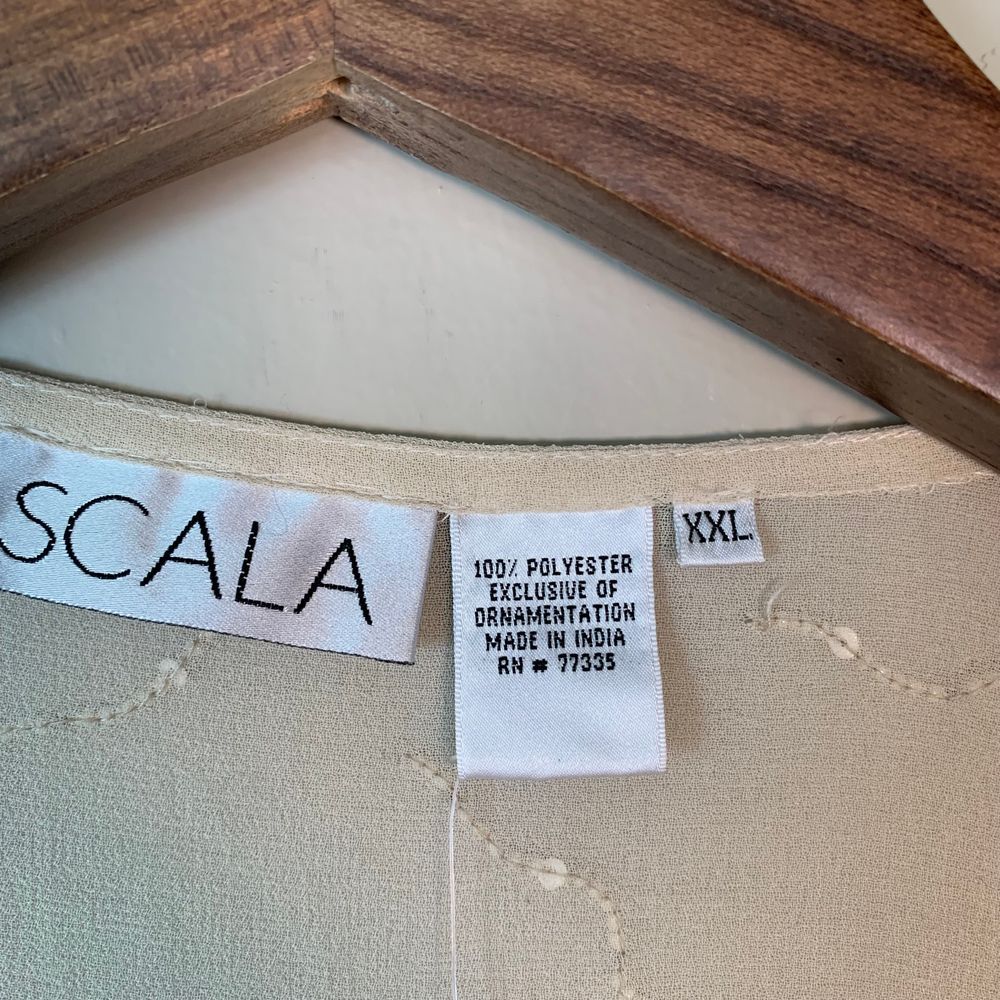 SCALA
100% POLYESTER
EXCLUSIVE OF
ORNAMENTATION
MADE IN INDIA
RN # 77335
XXL